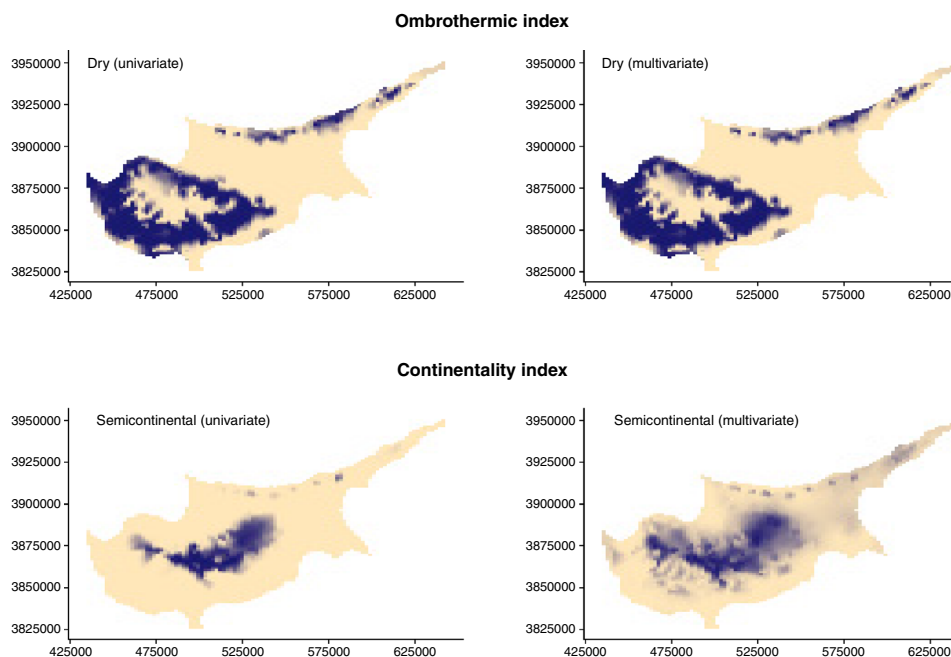 Ombrothermic index
Dry (univariate)
Dry (multivariate)
3950000
3925000
3900000
3875000
3850000
3825000
425000 475000 525000 575000 625000
3950000
3925000
3900000
3875000
3850000
3825000
425000 475000 525000 575000 625000
Continentality index
Semicontinental (univariate)
Semicontinental (multivariate)
3950000
3925000
3900000
3875000
3850000
3825000
425000 475000 525000 575000 625000
3950000
3925000
3900000
3875000
3850000
3825000
425000 475000 525000 575000 625000